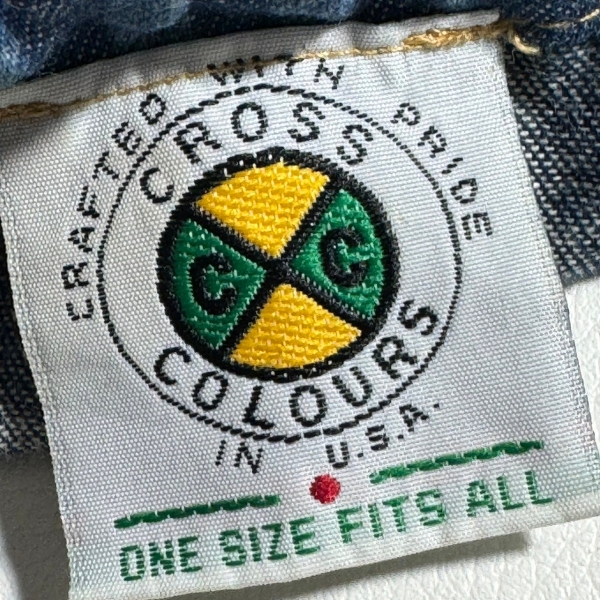 CRAFTED WITH PRIDE
CROSS
C C
COLOURS
IN U.S.A.
ONE SIZE FITS ALL